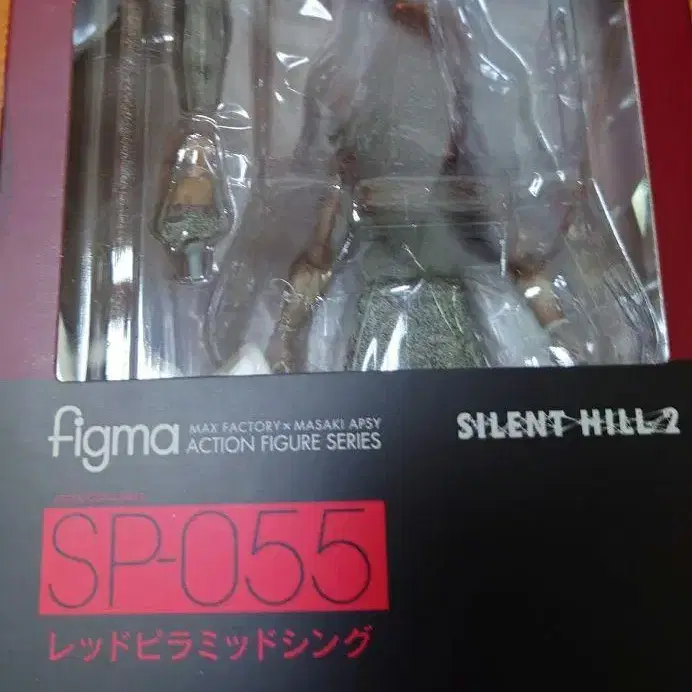 figma
MAX FACTORY × MASAKI APSY
ACTION FIGURE SERIES
SILENT HILL 2
SP-055
レッドピラミッドシング